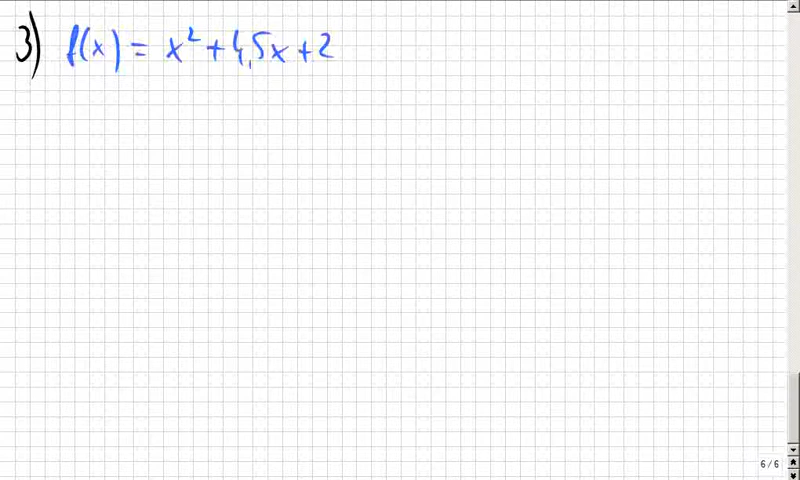 3) f(x) = x² + 4,5x + 2
6 / 6